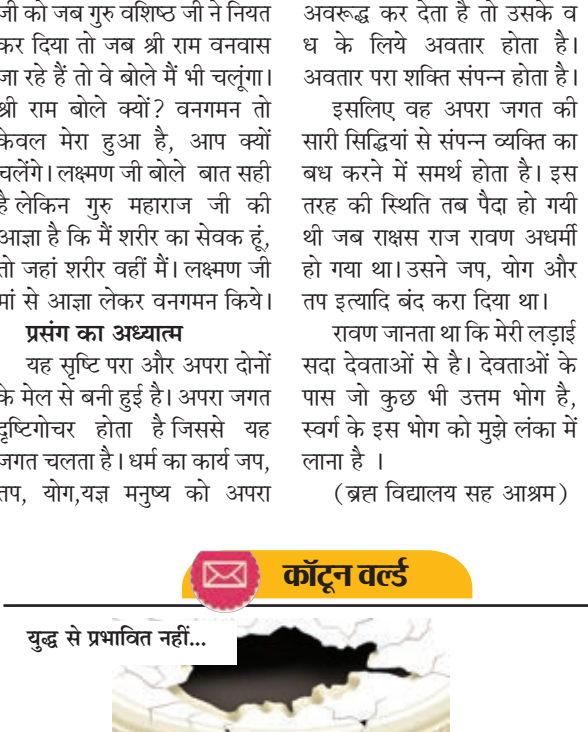 जी को जब गुरु वशिष्ठ जी ने नियत
कर दिया तो जब श्री राम वनवास
जा रहे हैं तो वे बोले मैं भी चलूंगा।
श्री राम बोले क्यों? वनगमन तो
केवल मेरा हुआ है, आप क्यों
चलेंगे। लक्ष्मण जी बोले बात सही
है लेकिन गुरु महाराज जी की
आज्ञा है कि मैं शरीर का सेवक हूं,
तो जहां शरीर वहीं मैं। लक्ष्मण जी
मां से आज्ञा लेकर वनगमन किये।
प्रसंग का अध्यात्म
यह सृष्टि परा और अपरा दोनों
के मेल से बनी हुई है। अपरा जगत
दृष्टिगोचर होता है जिससे यह
जगत चलता है। धर्म का कार्य जप,
तप, योग,यज्ञ मनुष्य को अपरा
अवरूद्ध कर देता है तो उसके व
ध के लिये अवतार होता है।
अवतार परा शक्ति संपन्न होता है।
इसलिए वह अपरा जगत की
सारी सिद्धियां से संपन्न व्यक्ति का
बध करने में समर्थ होता है। इस
तरह की स्थिति तब पैदा हो गयी
थी जब राक्षस राज रावण अधर्मी
हो गया था। उसने जप, योग और
तप इत्यादि बंद करा दिया था।
रावण जानता था कि मेरी लड़ाई
सदा देवताओं से है। देवताओं के
पास जो कुछ भी उत्तम भोग है,
स्वर्ग के इस भोग को मुझे लंका में
लाना है ।
(ब्रह्म विद्यालय सह आश्रम)
कॉटून वर्ल्ड
युद्ध से प्रभावित नहीं...